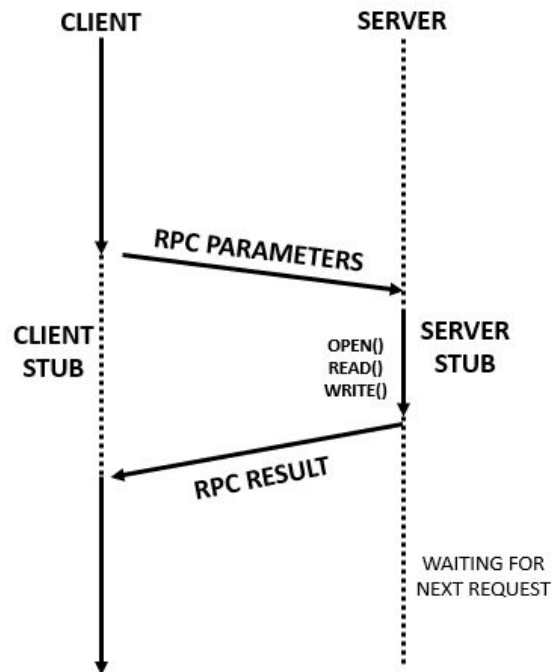 CLIENT
SERVER
RPC PARAMETERS
CLIENT
STUB
OPEN()
READ()
WRITE()
SERVER
STUB
RPC RESULT
WAITING FOR
NEXT REQUEST